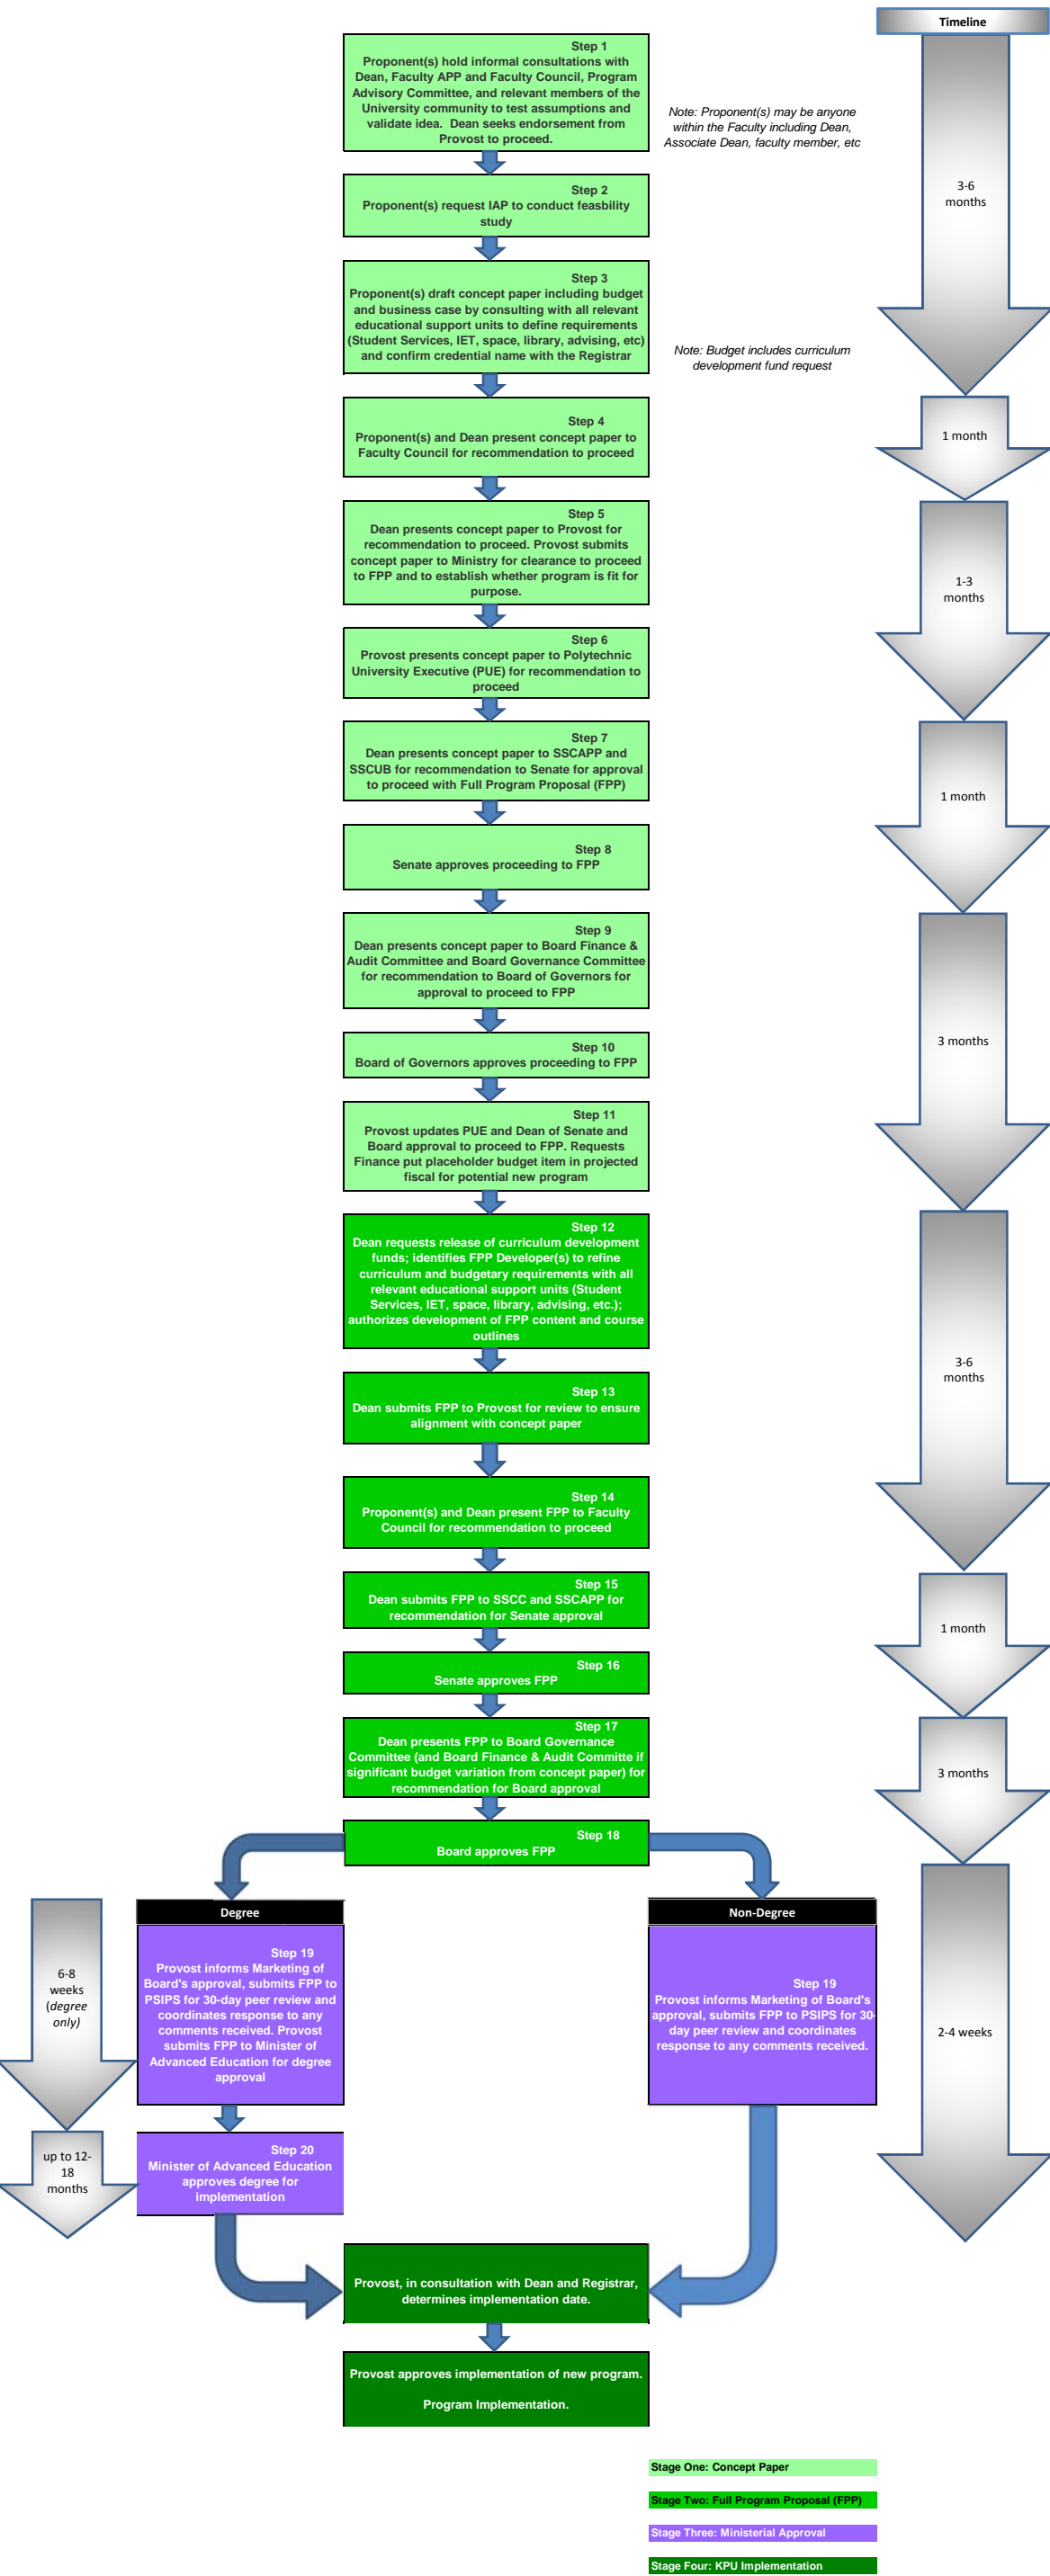 Timeline
Step 1
Proponent(s) hold informal consultations with
Dean, Faculty APP and Faculty Council, Program
Advisory Committee, and relevant members of the
University community to test assumptions and
validate idea.  Dean seeks endorsement from
Provost to proceed.
Note: Proponent(s) may be anyone
within the Faculty including Dean,
Associate Dean, faculty member, etc
3-6
months
Step 2
Proponent(s) request IAP to conduct feasbility
study
Step 3
Proponent(s) draft concept paper including budget
and business case by consulting with all relevant
educational support units to define requirements
(Student Services, IET, space, library, advising, etc)
and confirm credential name with the Registrar
Note: Budget includes curriculum
development fund request
Step 4
Proponent(s) and Dean present concept paper to
Faculty Council for recommendation to proceed
1 month
Step 5
Dean presents concept paper to Provost for
recommendation to proceed. Provost submits
concept paper to Ministry for clearance to proceed
to FPP and to establish whether program is fit for
purpose.
1-3
months
Step 6
Provost presents concept paper to Polytechnic
University Executive (PUE) for recommendation to
proceed
Step 7
Dean presents concept paper to SSCAPP and
SSCUB for recommendation to Senate for approval
to proceed with Full Program Proposal (FPP)
1 month
Step 8
Senate approves proceeding to FPP
Step 9
Dean presents concept paper to Board Finance &
Audit Committee and Board Governance Committee
for recommendation to Board of Governors for
approval to proceed to FPP
3 months
Step 10
Board of Governors approves proceeding to FPP
Step 11
Provost updates PUE and Dean of Senate and
Board approval to proceed to FPP. Requests
Finance put placeholder budget item in projected
fiscal for potential new program
Step 12
Dean requests release of curriculum development
funds; identifies FPP Developer(s) to refine
curriculum and budgetary requirements with all
relevant educational support units (Student
Services, IET, space, library, advising, etc.);
authorizes development of FPP content and course
outlines
3-6
months
Step 13
Dean submits FPP to Provost for review to ensure
alignment with concept paper
Step 14
Proponent(s) and Dean present FPP to Faculty
Council for recommendation to proceed
Step 15
Dean submits FPP to SSCC and SSCAPP for
recommendation for Senate approval
1 month
Step 16
Senate approves FPP
Step 17
Dean presents FPP to Board Governance
Committee (and Board Finance & Audit Committe if
significant budget variation from concept paper) for
recommendation for Board approval
3 months
Step 18
Board approves FPP
Degree
Step 19
Provost informs Marketing of
Board's approval, submits FPP to
PSIPS for 30-day peer review and
coordinates response to any
comments received. Provost
submits FPP to Minister of
Advanced Education for degree
approval
6-8
weeks
(degree
only)
Non-Degree
Step 19
Provost informs Marketing of Board's
approval, submits FPP to PSIPS for 30-
day peer review and coordinates
response to any comments received.
2-4 weeks
up to 12-
18
months
Step 20
Minister of Advanced Education
approves degree for
implementation
Provost, in consultation with Dean and Registrar,
determines implementation date.
Provost approves implementation of new program.
Program Implementation.
Stage One: Concept Paper
Stage Two: Full Program Proposal (FPP)
Stage Three: Ministerial Approval
Stage Four: KPU Implementation